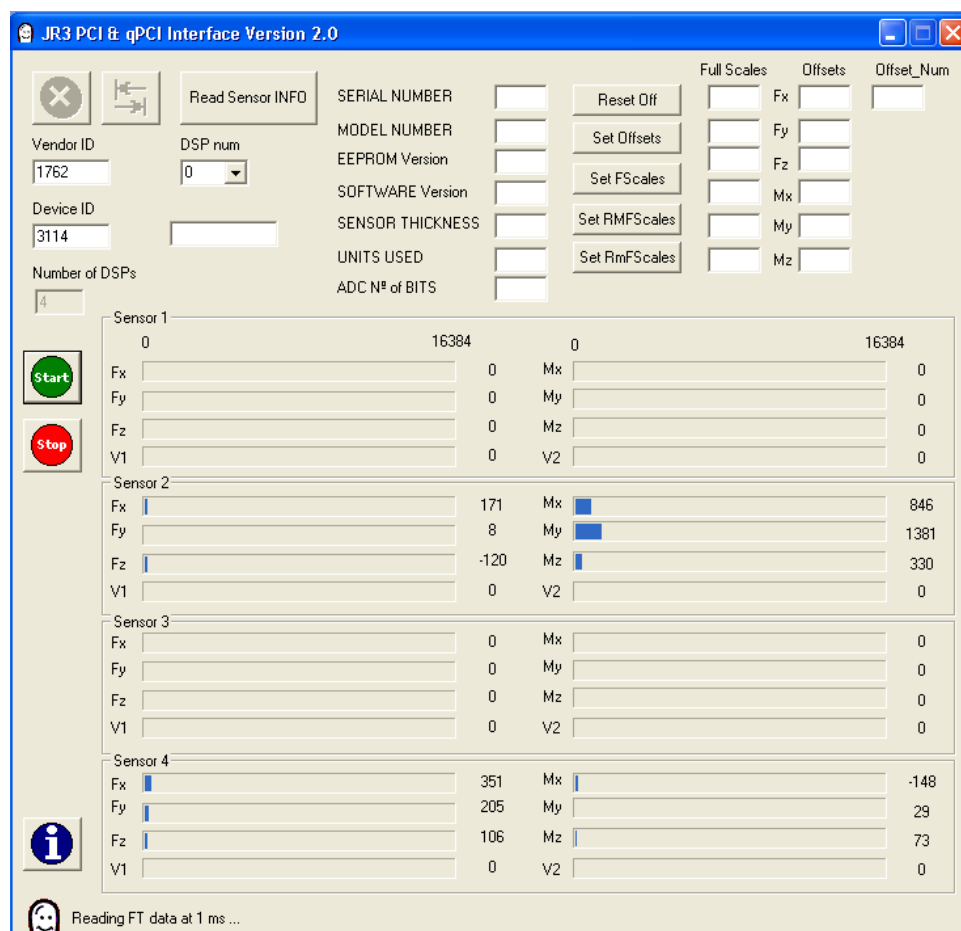 JR3 PCI & qPCI Interface Version 2.0
Full Scales Offsets Offset_Num
Read Sensor INFO SERIAL NUMBER Reset Off Fx
MODEL NUMBER Set Offsets Fy
Vendor ID DSP num
EEPROM Version Fz
1762 0
Set FScales
SOFTWARE Version Mx
Device ID
SENSOR THICKNESS Set RMFScales My
3114
UNITS USED Set RmFScales Mz
Number of DSPs
ADC Nº of BITS
4
Sensor 1
0 16384 0 16384
Start
Fx 0 Mx 0
Fy 0 My 0
Fz 0 Mz 0
Stop
V1 0 V2 0
Sensor 2
Fx 171 Mx 846
Fy 8 My 1381
Fz -120 Mz 330
V1 0 V2 0
Sensor 3
Fx 0 Mx 0
Fy 0 My 0
Fz 0 Mz 0
V1 0 V2 0
Sensor 4
Fx 351 Mx -148
Fy 205 My 29
Fz 106 Mz 73
V1 0 V2 0
Reading FT data at 1 ms ...